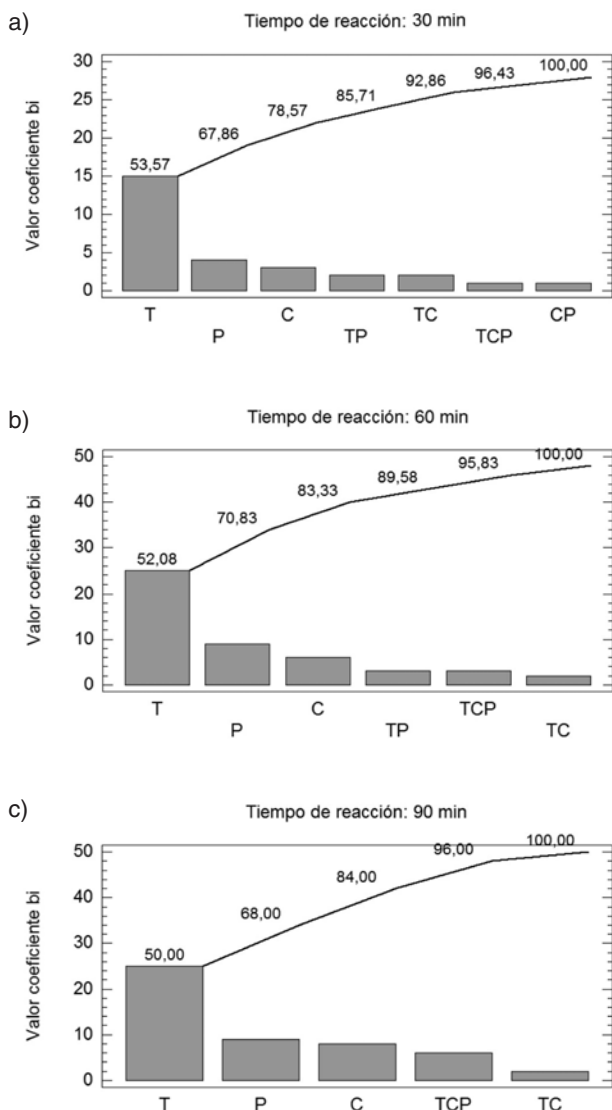 a)
Tiempo de reacción: 30 min
Valor coeficiente bi
30
25
20
15
10
5
0
53,57
67,86
78,57
85,71
92,86
96,43
100,00
T
P
C
TP
TC
TCP
CP
b)
Tiempo de reacción: 60 min
Valor coeficiente bi
50
40
30
20
10
0
52,08
70,83
83,33
89,58
95,83
100,00
T
P
C
TP
TCP
TC
c)
Tiempo de reacción: 90 min
Valor coeficiente bi
50
40
30
20
10
0
50,00
68,00
84,00
96,00
100,00
T
P
C
TCP
TC